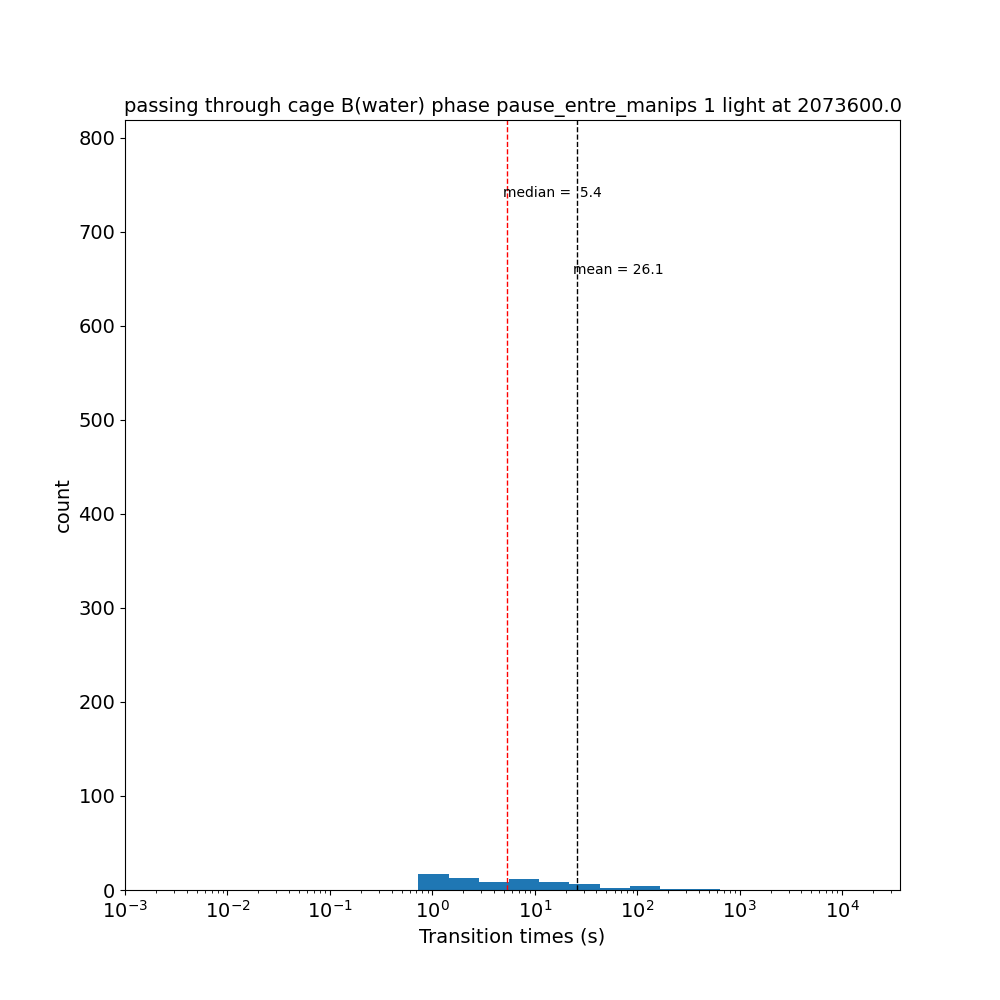 passing through cage B(water) phase pause_entre_manips 1 light at 2073600.0
800
median =  5.4
700
mean = 26.1
600
500
count
400
300
200
100
0
10⁻³ 10⁻² 10⁻¹ 10⁰ 10¹ 10² 10³ 10⁴
Transition times (s)